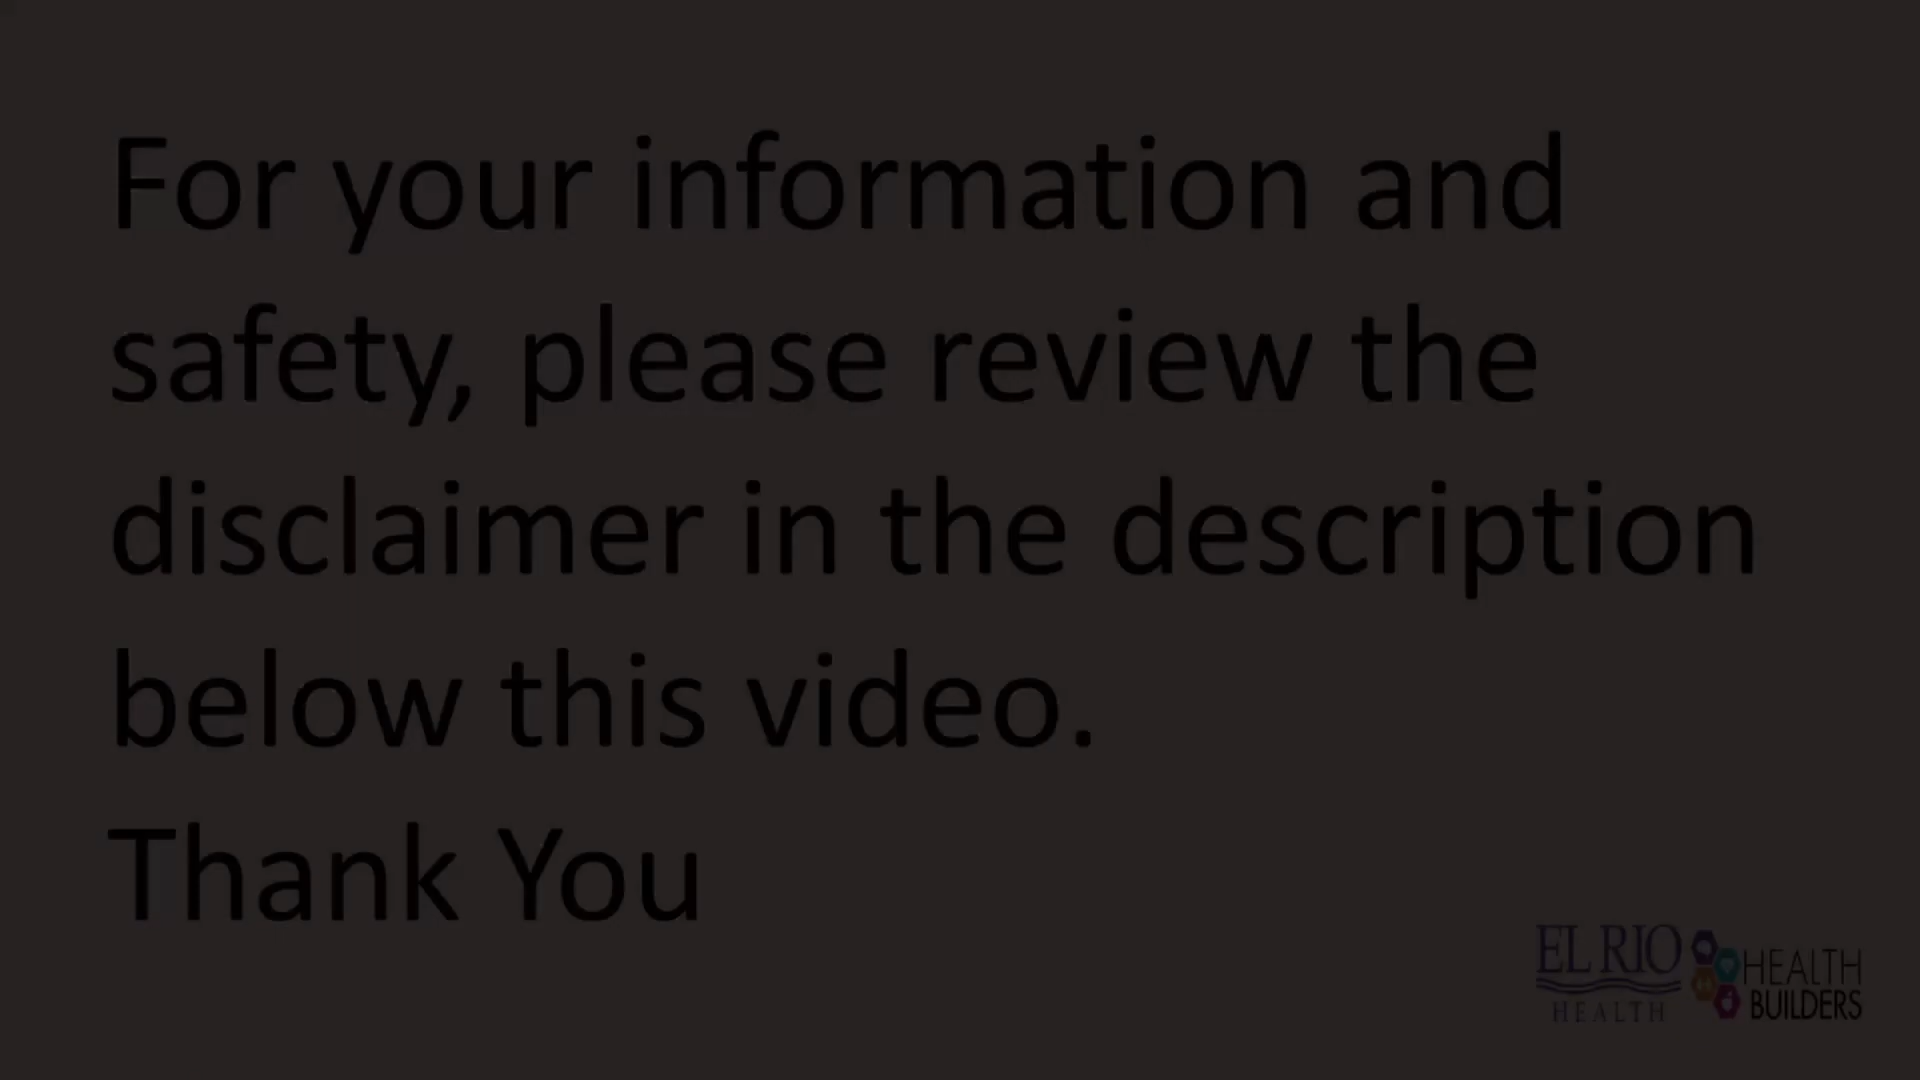 For your information and
safety, please review the
disclaimer in the description
below this video.
Thank You
EL RIO
HEALTH
HEALTH
BUILDERS